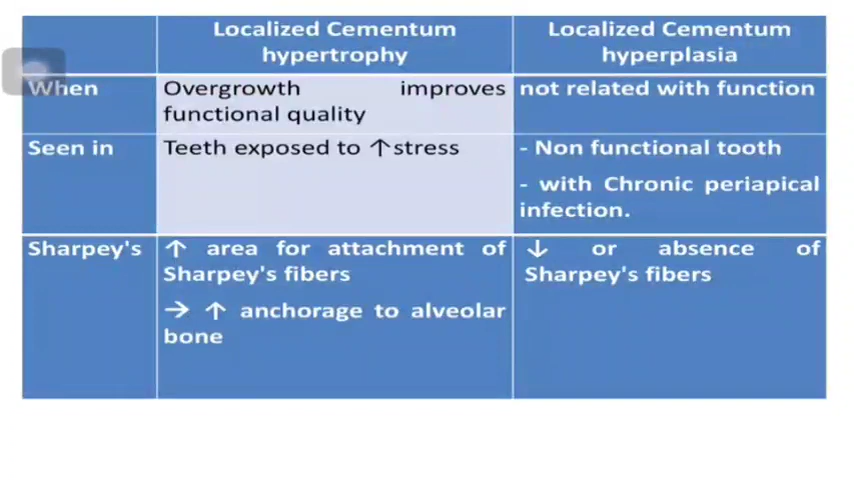 Localized Cementum hypertrophy
Localized Cementum hyperplasia
When
Overgrowth improves
functional quality
not related with function
Seen in
Teeth exposed to ↑stress
- Non functional tooth
- with Chronic periapical
infection.
Sharpey's
↑ area for attachment of
Sharpey's fibers
→ ↑ anchorage to alveolar
bone
↓ or absence of
Sharpey's fibers